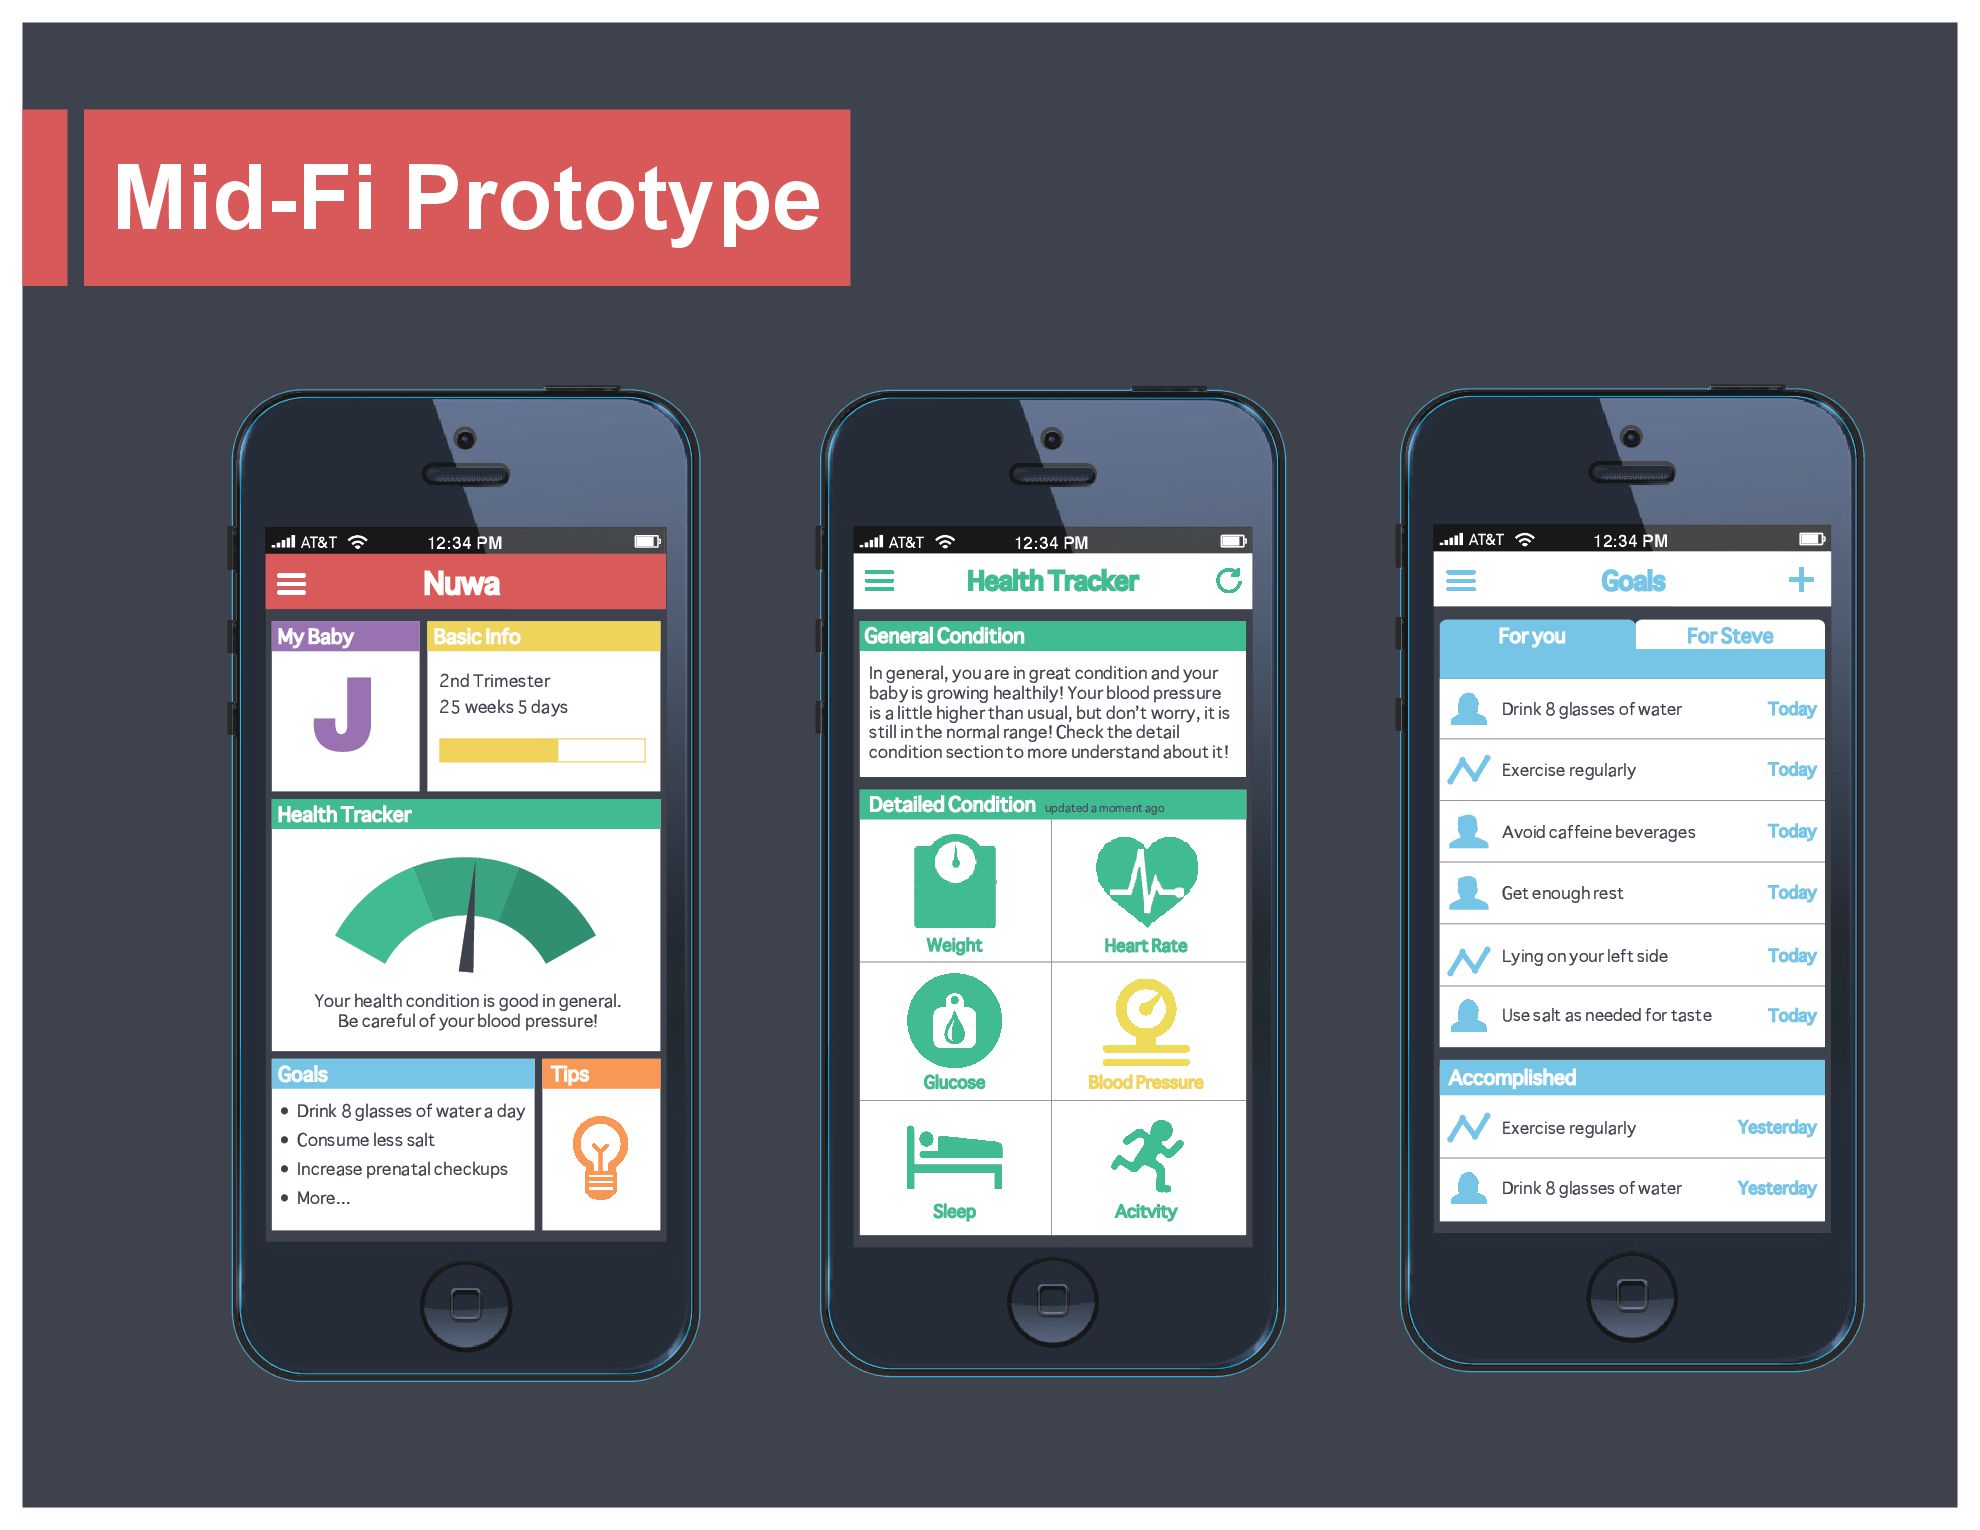 Mid-Fi Prototype
AT&T 12:34 PM
Nuwa
My Baby
J
Basic Info
2nd Trimester
25 weeks 5 days
Health Tracker
Your health condition is good in general.
Be careful of your blood pressure!
Goals
• Drink 8 glasses of water a day
• Consume less salt
• Increase prenatal checkups
• More...
Tips
AT&T 12:34 PM
Health Tracker
General Condition
In general, you are in great condition and your
baby is growing healthily! Your blood pressure
is a little higher than usual, but don't worry, it is
still in the normal range! Check the detail
condition section to more understand about it!
Detailed Condition updated a moment ago
Weight
Heart Rate
Glucose
Blood Pressure
Sleep
Acitvity
AT&T 12:34 PM
Goals +
For you
For Steve
Drink 8 glasses of water Today
Exercise regularly Today
Avoid caffeine beverages Today
Get enough rest Today
Lying on your left side Today
Use salt as needed for taste Today
Accomplished
Exercise regularly Yesterday
Drink 8 glasses of water Yesterday